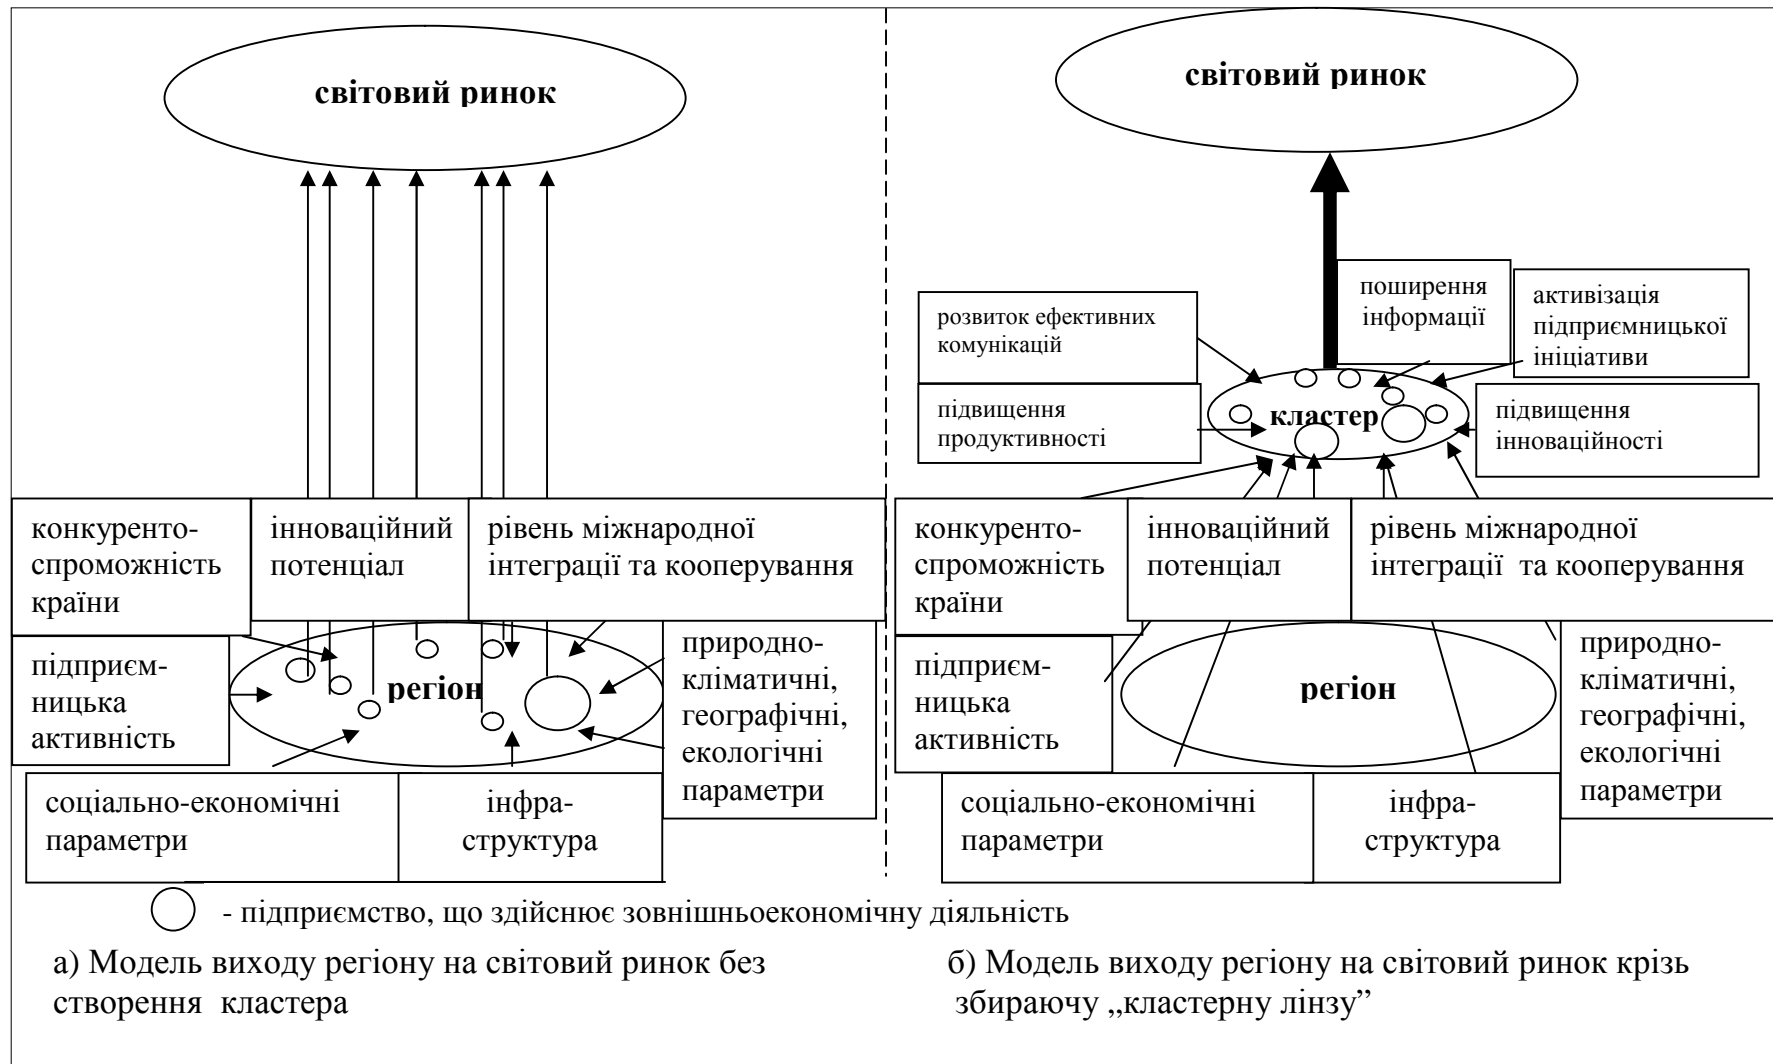 світовий ринок
конкуренто-
спроможність
країни
інноваційний
потенціал
рівень міжнародної
інтеграції та кооперування
підприєм-
ницька
активність
регіон
природно-
кліматичні,
географічні,
екологічні
параметри
соціально-економічні
параметри
інфра-
структура
світовий ринок
розвиток ефективних
комунікацій
поширення
інформації
активізація
підприємницької
ініціативи
підвищення
продуктивності
кластер
підвищення
інноваційності
конкуренто-
спроможність
країни
інноваційний
потенціал
рівень міжнародної
інтеграції та кооперування
підприєм-
ницька
активність
регіон
природно-
кліматичні,
географічні,
екологічні
параметри
соціально-економічні
параметри
інфра-
структура
- підприємство, що здійснює зовнішньоекономічну діяльність
а) Модель виходу регіону на світовий ринок без
створення кластера
б) Модель виходу регіону на світовий ринок крізь
збираючу „кластерну лінзу”